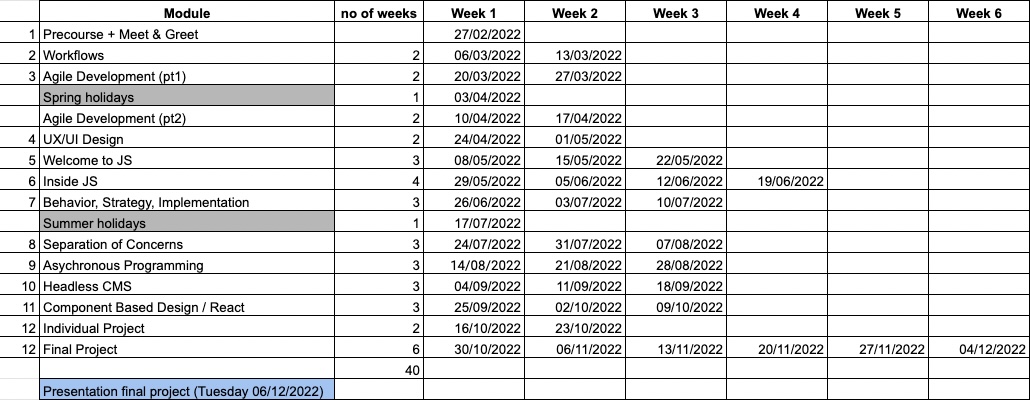 Module no of weeks Week 1 Week 2 Week 3 Week 4 Week 5 Week 6
1 Precourse + Meet & Greet 27/02/2022
2 Workflows 2 06/03/2022 13/03/2022
3 Agile Development (pt1) 2 20/03/2022 27/03/2022
Spring holidays 1 03/04/2022
Agile Development (pt2) 2 10/04/2022 17/04/2022
4 UX/UI Design 2 24/04/2022 01/05/2022
5 Welcome to JS 3 08/05/2022 15/05/2022 22/05/2022
6 Inside JS 4 29/05/2022 05/06/2022 12/06/2022 19/06/2022
7 Behavior, Strategy, Implementation 3 26/06/2022 03/07/2022 10/07/2022
Summer holidays 1 17/07/2022
8 Separation of Concerns 3 24/07/2022 31/07/2022 07/08/2022
9 Asychronous Programming 3 14/08/2022 21/08/2022 28/08/2022
10 Headless CMS 3 04/09/2022 11/09/2022 18/09/2022
11 Component Based Design / React 3 25/09/2022 02/10/2022 09/10/2022
12 Individual Project 2 16/10/2022 23/10/2022
12 Final Project 6 30/10/2022 06/11/2022 13/11/2022 20/11/2022 27/11/2022 04/12/2022
40
Presentation final project (Tuesday 06/12/2022)